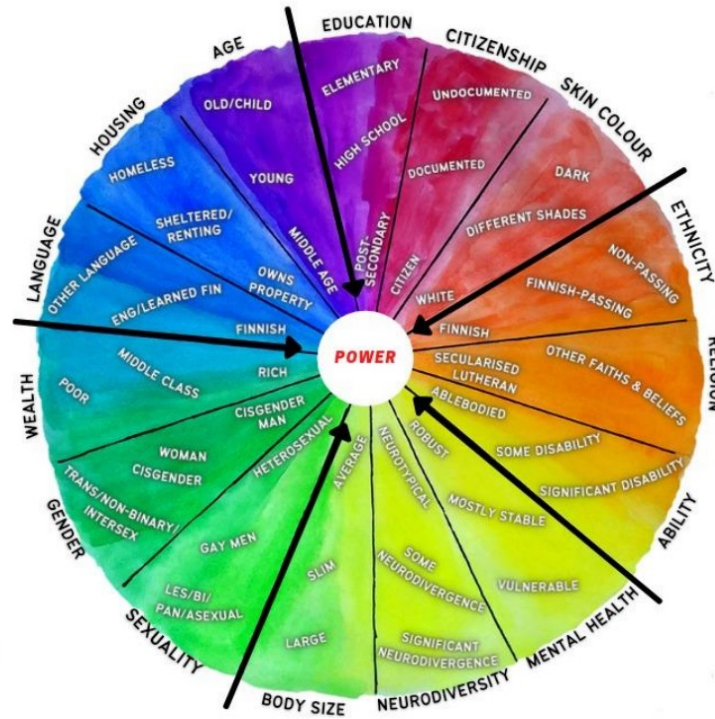 EDUCATION
ELEMENTARY
HIGH SCHOOL
POST-
SECONDARY
CITIZENSHIP
UNDOCUMENTED
DOCUMENTED
CITIZEN
SKIN COLOUR
DARK
DIFFERENT SHADES
WHITE
ETHNICITY
NON-PASSING
FINNISH-PASSING
FINNISH
RELIGION
OTHER FAITHS & BELIEFS
SECULARISED
LUTHERAN
ABILITY
SIGNIFICANT DISABILITY
SOME DISABILITY
ABLEBODIED
MENTAL HEALTH
VULNERABLE
MOSTLY STABLE
ROBUST
NEURODIVERSITY
SIGNIFICANT
NEURODIVERGENCE
SOME
NEURODIVERGENCE
NEUROTYPICAL
BODY SIZE
LARGE
SLIM
AVERAGE
SEXUALITY
LES/BI/
PAN/ASEXUAL
GAY MEN
HETEROSEXUAL
GENDER
TRANS/NON-BINARY/
INTERSEX
WOMAN
CISGENDER
CISGENDER
MAN
WEALTH
POOR
MIDDLE CLASS
RICH
LANGUAGE
OTHER LANGUAGE
ENG/LEARNED FIN
FINNISH
HOUSING
HOMELESS
SHELTERED/
RENTING
OWNS
PROPERTY
AGE
OLD/CHILD
YOUNG
MIDDLE AGE
POWER